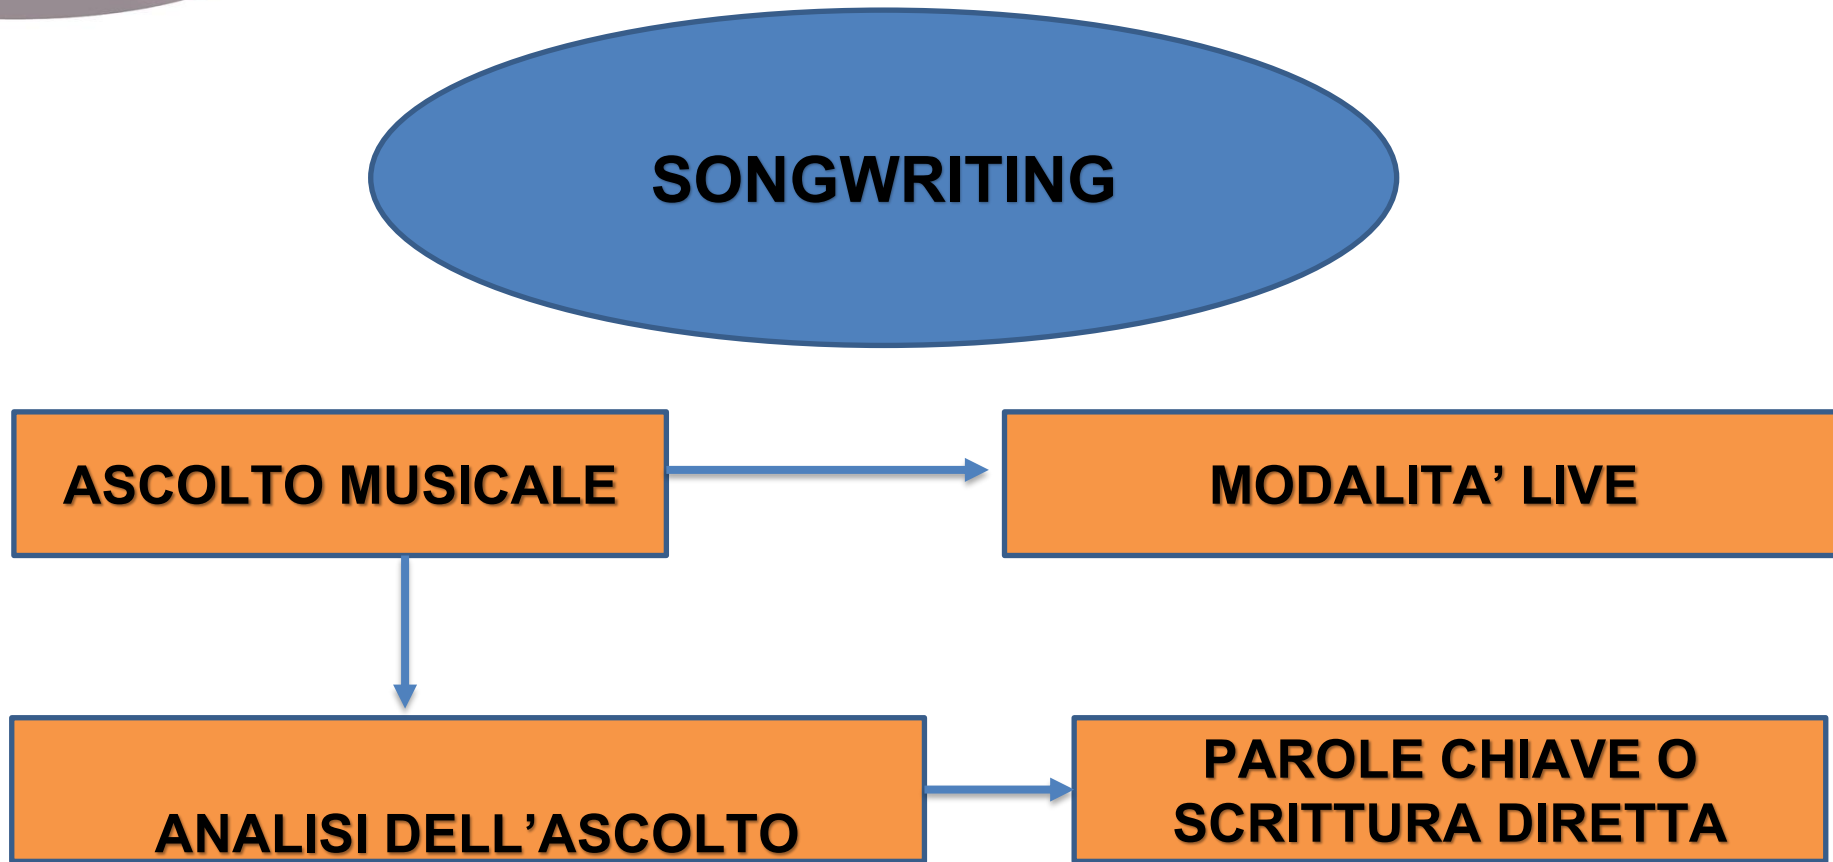 SONGWRITING
ASCOLTO MUSICALE
MODALITA’ LIVE
ANALISI DELL’ASCOLTO
PAROLE CHIAVE O
SCRITTURA DIRETTA